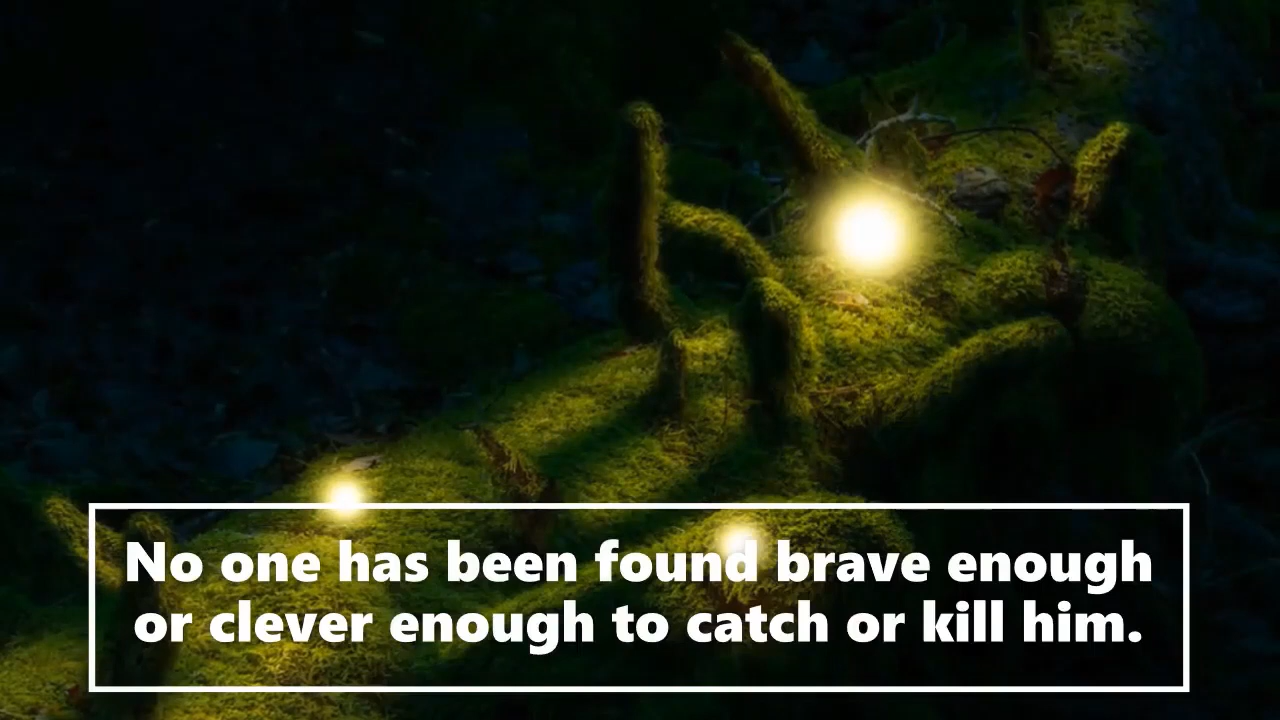 No one has been found brave enough
or clever enough to catch or kill him.